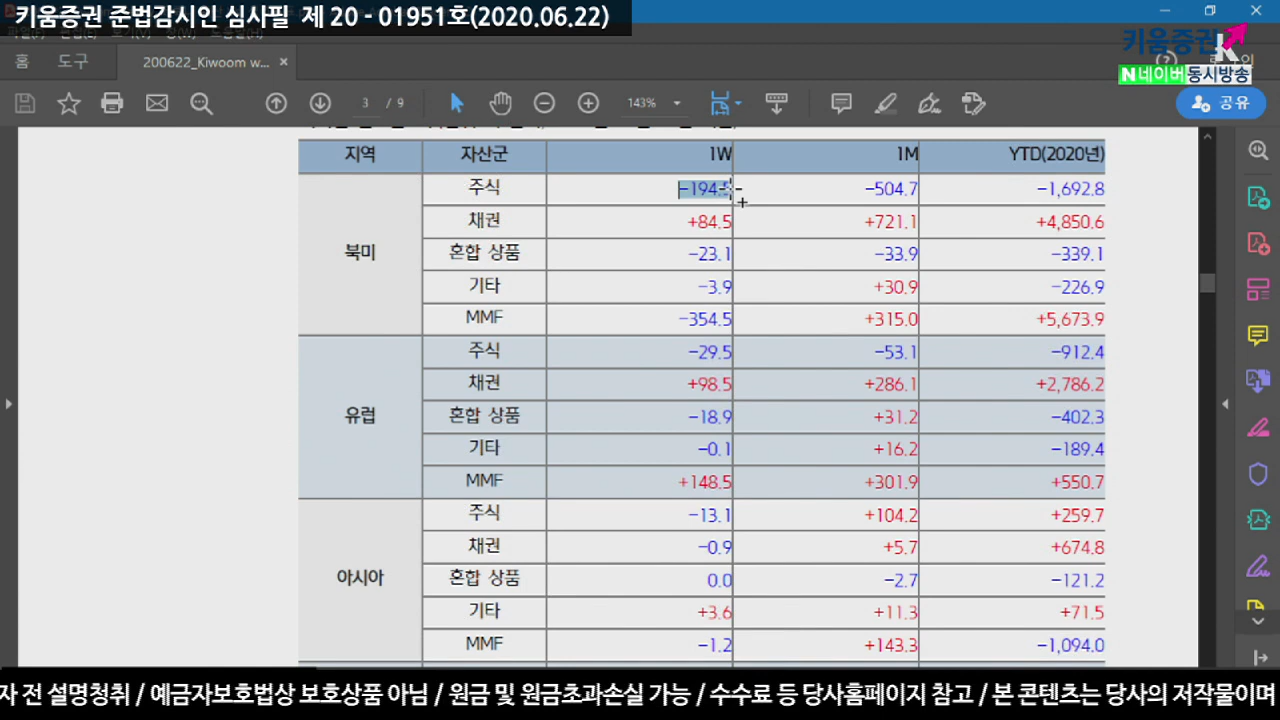 키움증권 준법감시인 심사필 제 20 - 01951호(2020.06.22)
키움증권
N 네이버 동시방송
홈 도구 200622_Kiwoom w... ×
3 / 9 143% 공유
지역 자산군 1W 1M YTD(2020년)
북미
주식 -194. -504.7 -1,692.8
채권 +84.5 +721.1 +4,850.6
혼합 상품 -23.1 -33.9 -339.1
기타 -3.9 +30.9 -226.9
MMF -354.5 +315.0 +5,673.9
유럽
주식 -29.5 -53.1 -912.4
채권 +98.5 +286.1 +2,786.2
혼합 상품 -18.9 +31.2 -402.3
기타 -0.1 +16.2 -189.4
MMF +148.5 +301.9 +550.7
아시아
주식 -13.1 +104.2 +259.7
채권 -0.9 +5.7 +674.8
혼합 상품 0.0 -2.7 -121.2
기타 +3.6 +11.3 +71.5
MMF -1.2 +143.3 -1,094.0
자 전 설명청취 / 예금자보호법상 보호상품 아님 / 원금 및 원금초과손실 가능 / 수수료 등 당사홈페이지 참고 / 본 콘텐츠는 당사의 저작물이며